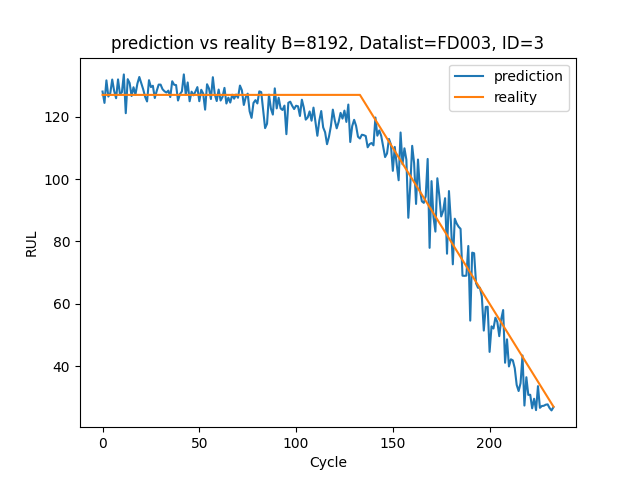 prediction vs reality B=8192, Datalist=FD003, ID=3
prediction
reality
RUL
120
100
80
60
40
0
50
100
150
200
Cycle